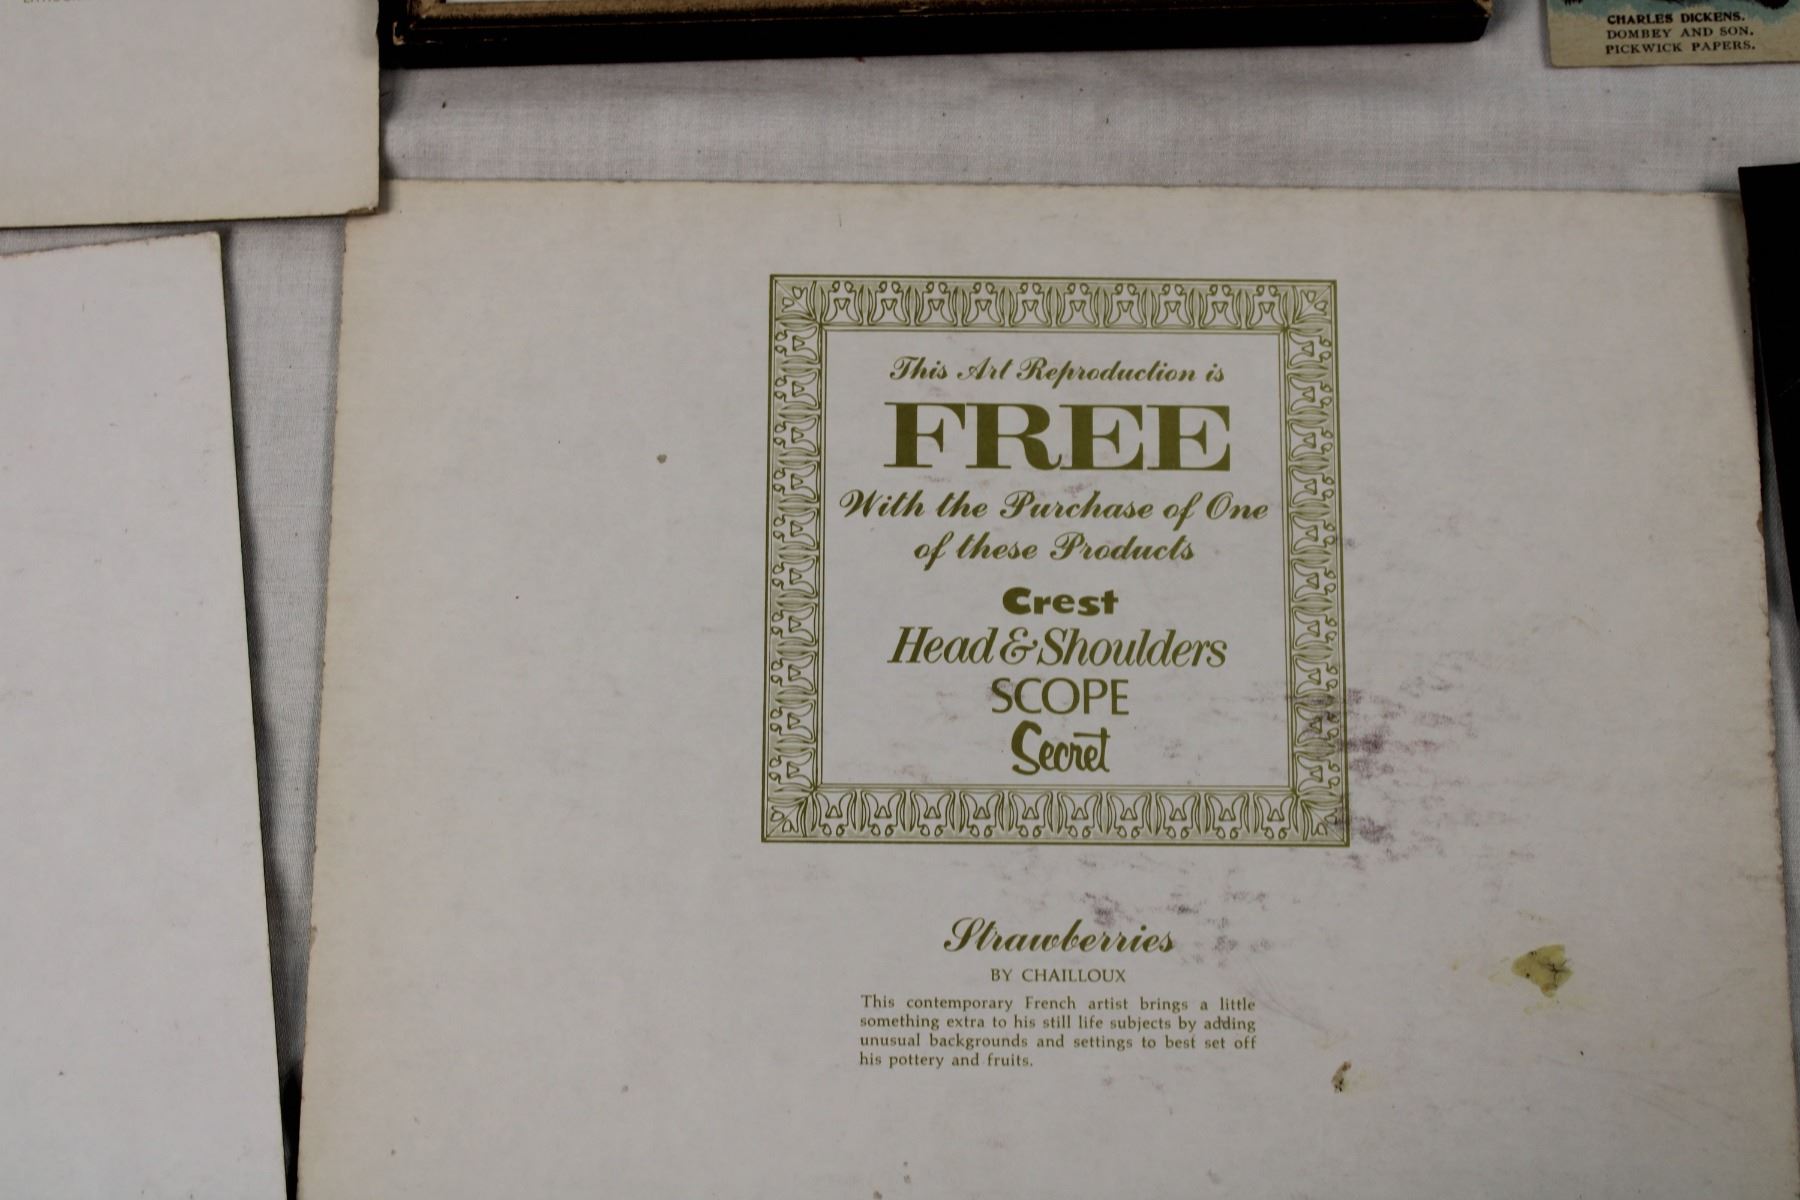 CHARLES DICKENS.
DOMBEY AND SON.
PICKWICK PAPERS.
This Art Reproduction is
FREE
With the Purchase of One
of these Products
Crest
Head & Shoulders
SCOPE
Secret
Strawberries
BY CHAILLOUX
This contemporary French artist brings a little
something extra to his still life subjects by adding
unusual backgrounds and settings to best set off
his pottery and fruits.